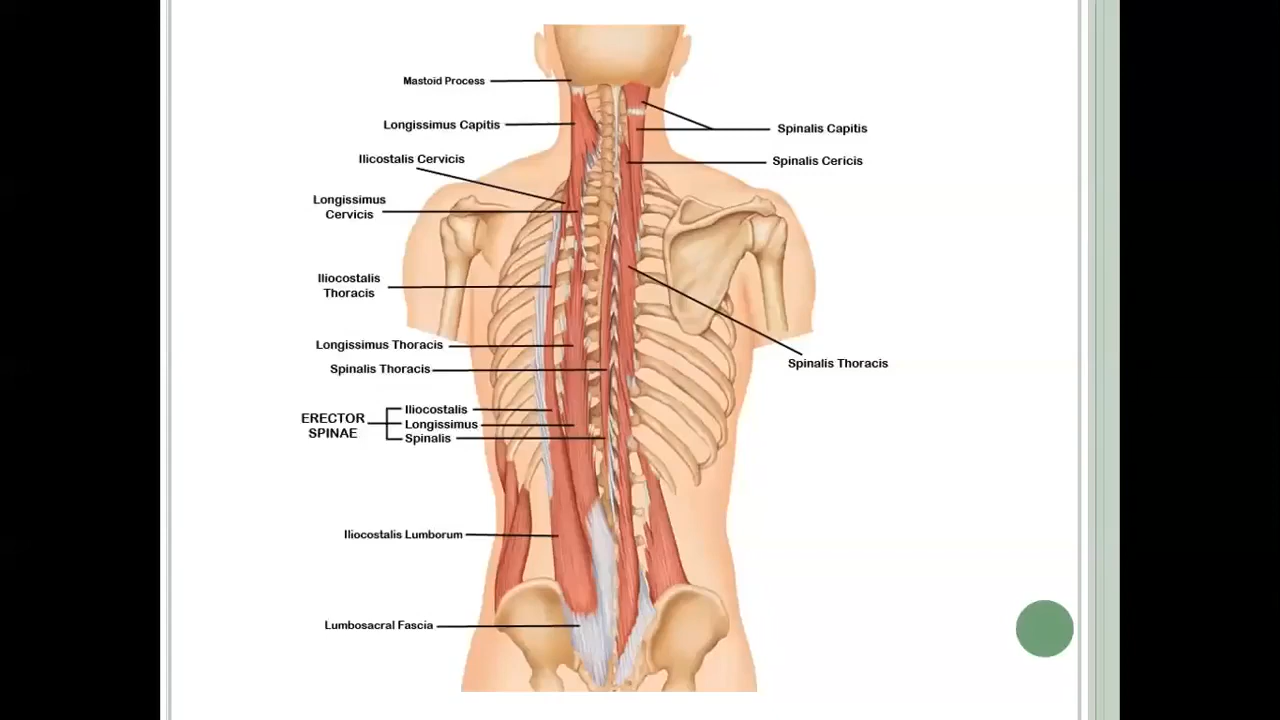 Mastoid Process
Longissimus Capitis
Spinalis Capitis
Ilicostalis Cervicis
Spinalis Cericis
Longissimus
Cervicis
Iliocostalis
Thoracis
Longissimus Thoracis
Spinalis Thoracis
Spinalis Thoracis
ERECTOR
SPINAE
Iliocostalis
Longissimus
Spinalis
Iliocostalis Lumborum
Lumbosacral Fascia